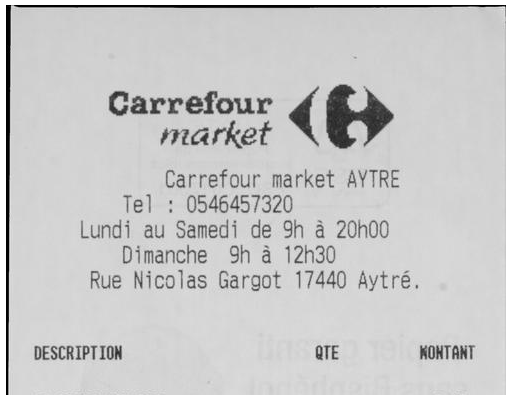 Carrefour
market
Carrefour market AYTRE
Tel : 0546457320
Lundi au Samedi de 9h à 20h00
Dimanche 9h à 12h30
Rue Nicolas Gargot 17440 Aytré.
DESCRIPTION QTE MONTANT